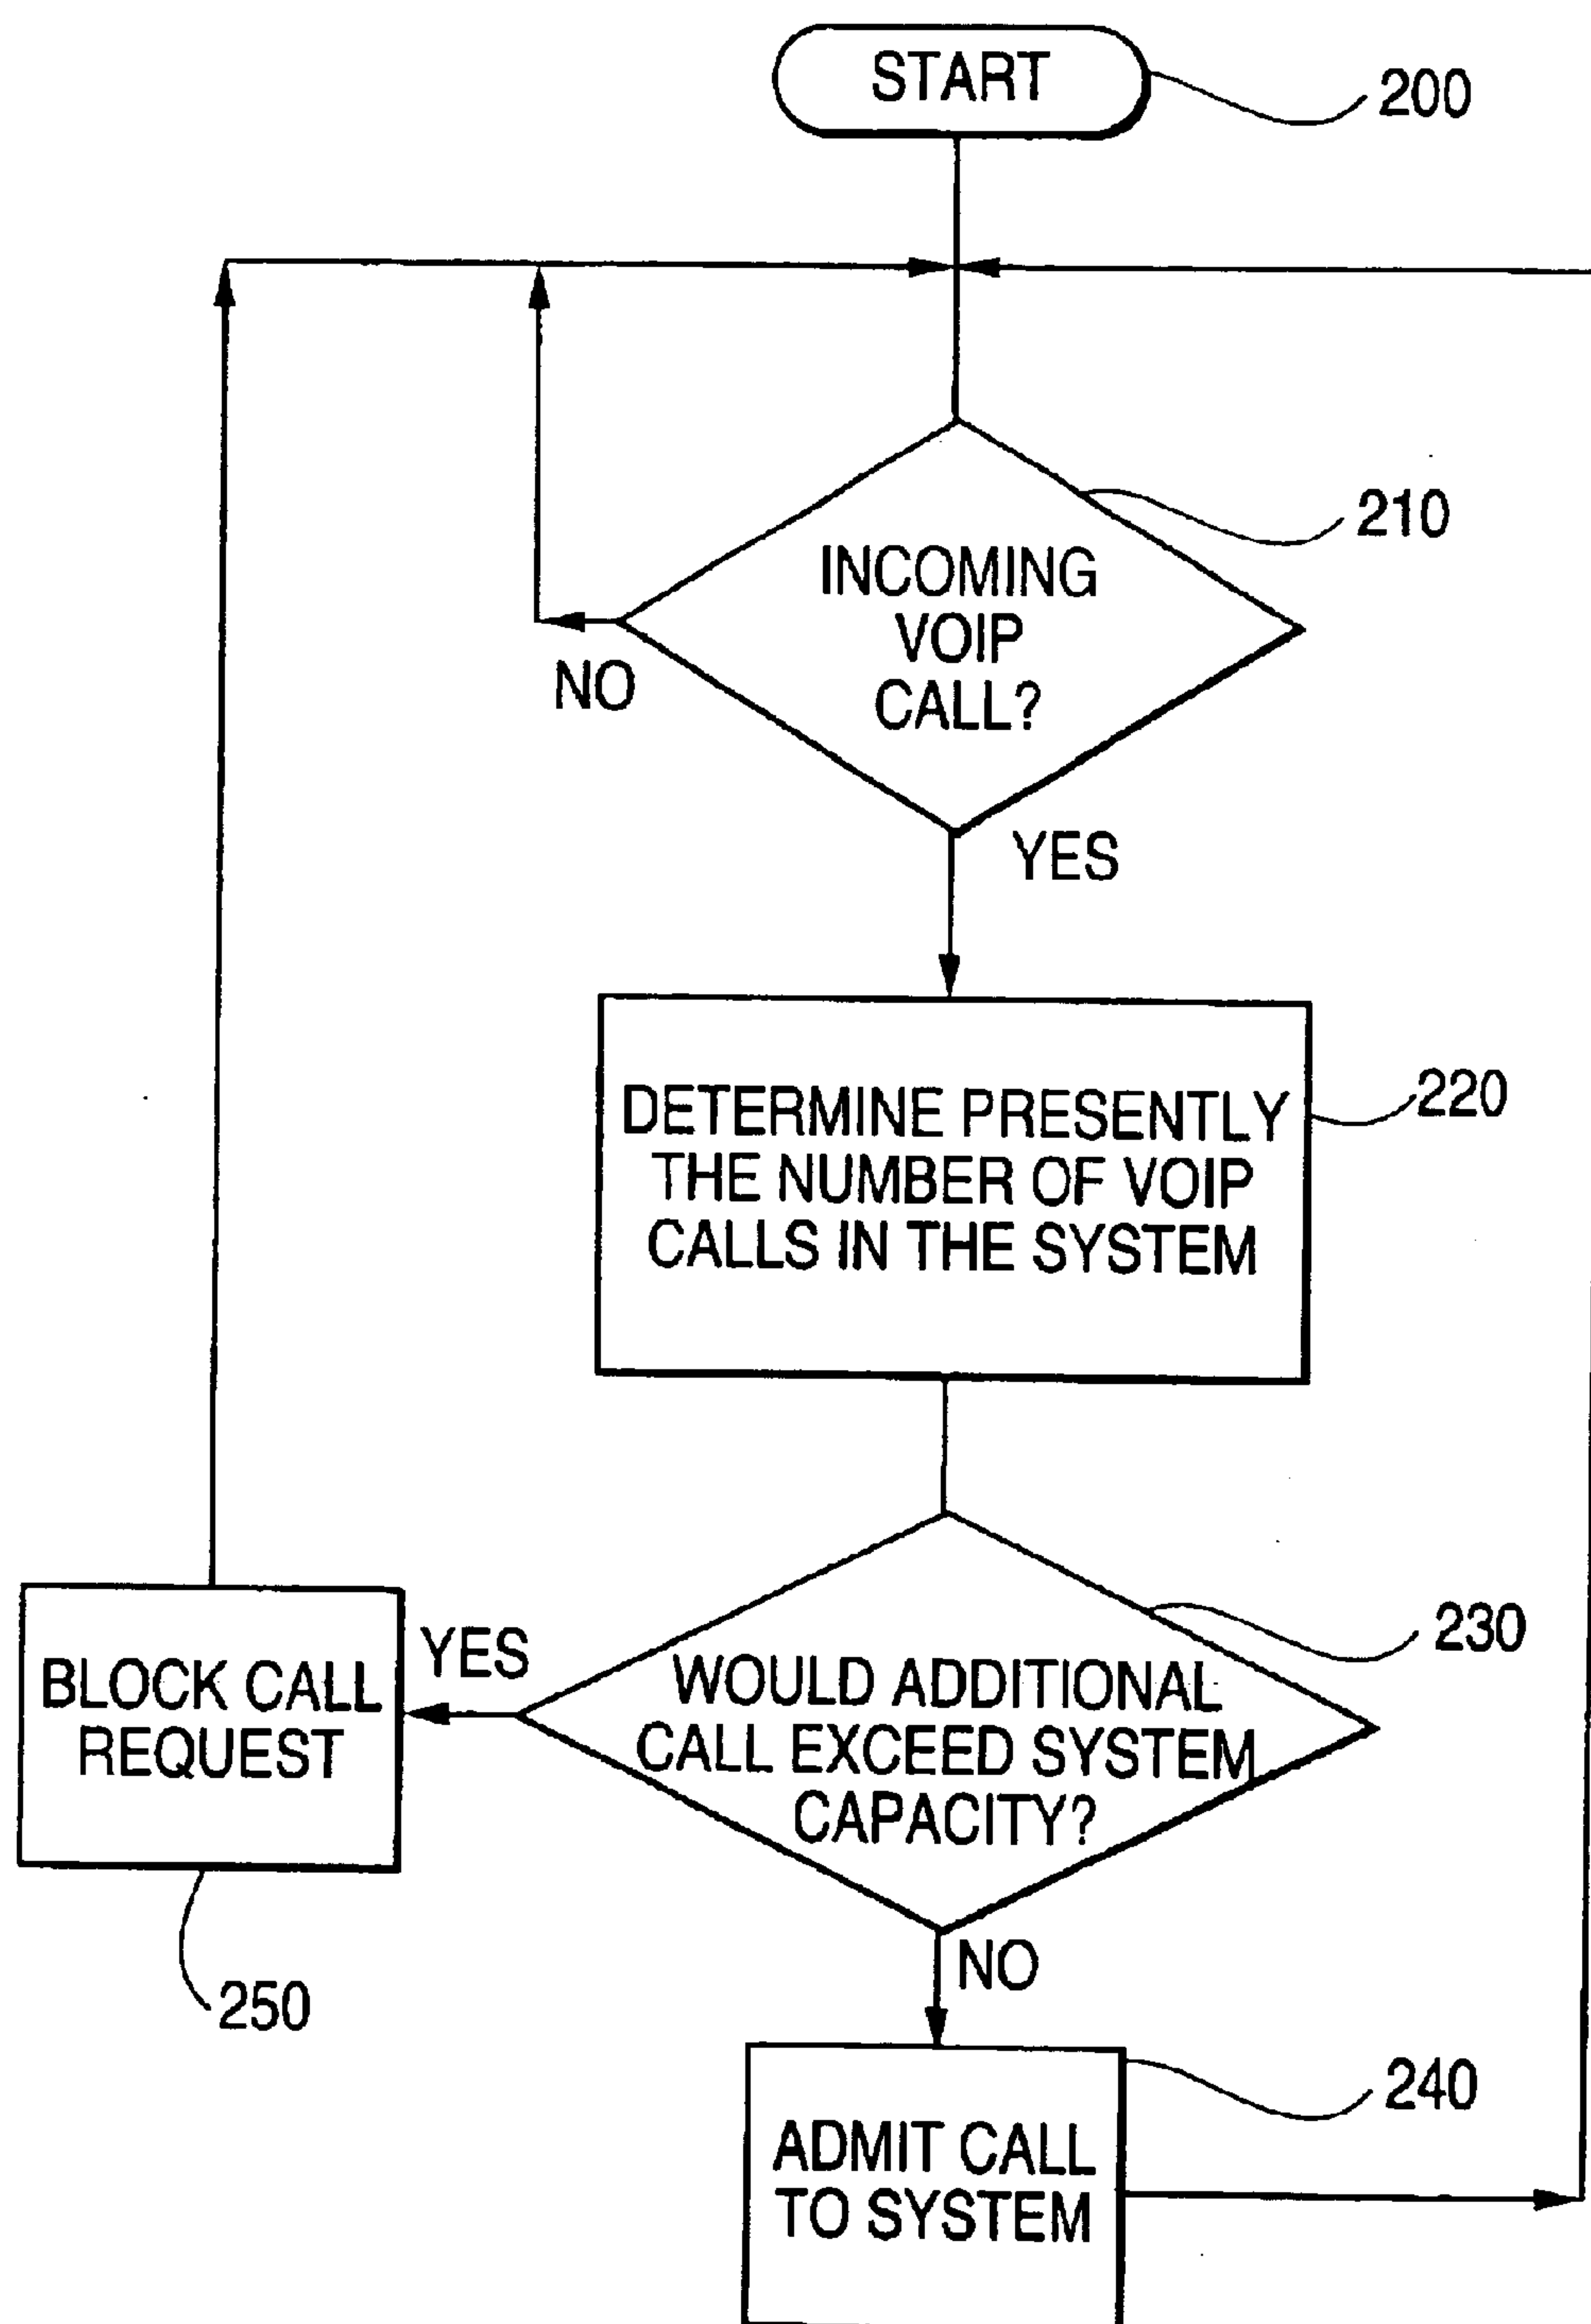 START
200
210
INCOMING
VOIP
CALL?
NO
YES
220
DETERMINE PRESENTLY
THE NUMBER OF VOIP
CALLS IN THE SYSTEM
230
YES
BLOCK CALL
REQUEST
WOULD ADDITIONAL
CALL EXCEED SYSTEM
CAPACITY?
NO
250
240
ADMIT CALL
TO SYSTEM